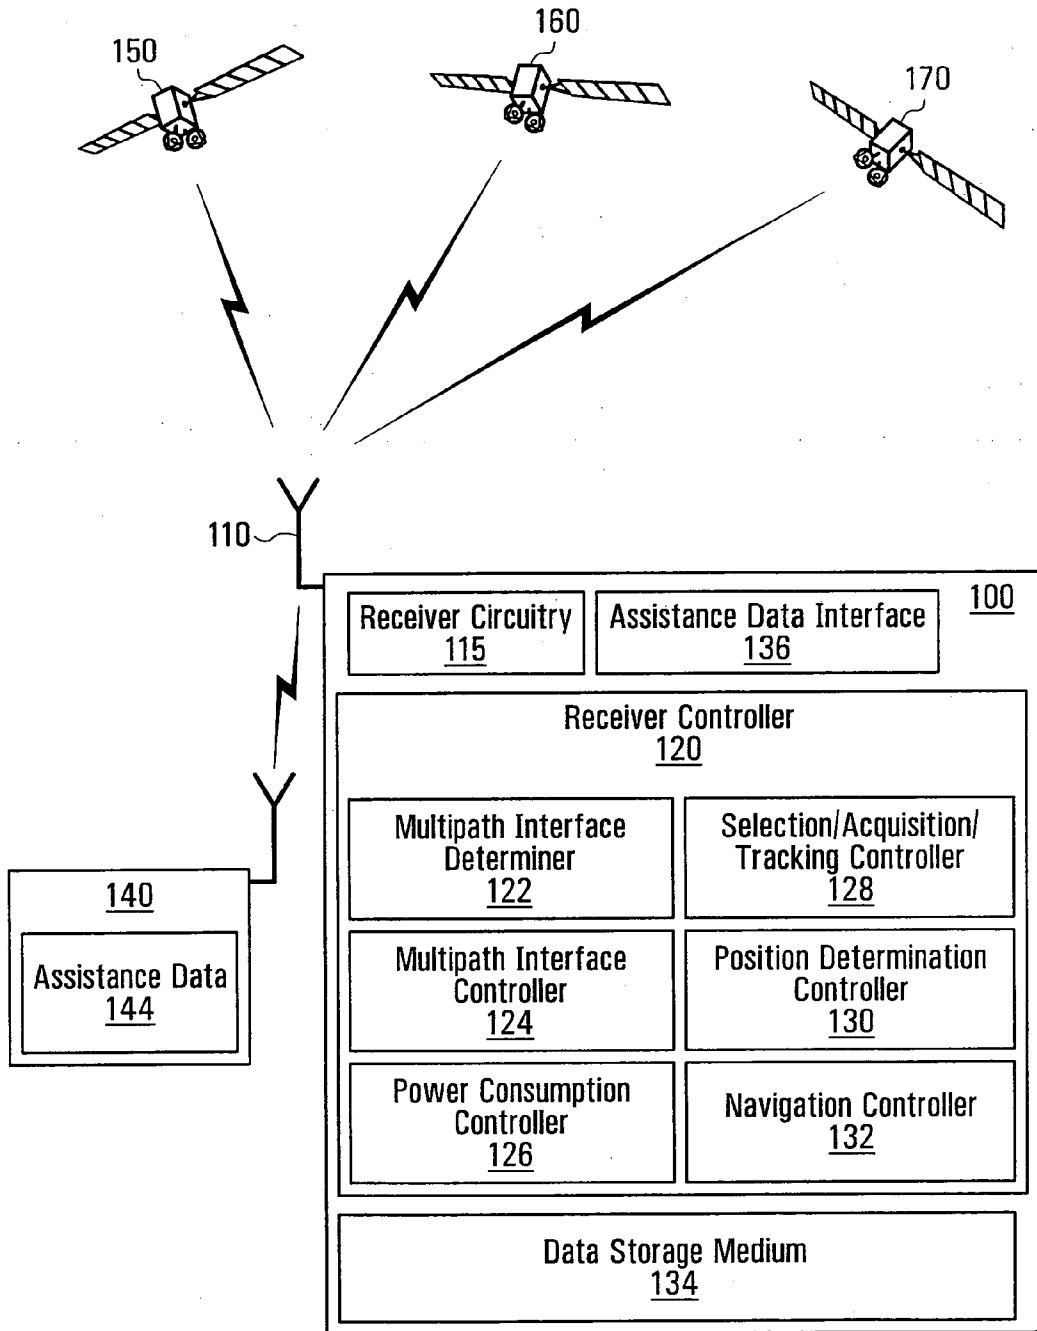 150
160
170
110
100
Receiver Circuitry
115
Assistance Data Interface
136
Receiver Controller
120
Multipath Interface
Determiner
122
Selection/Acquisition/
Tracking Controller
128
140
Assistance Data
144
Multipath Interface
Controller
124
Position Determination
Controller
130
Power Consumption
Controller
126
Navigation Controller
132
Data Storage Medium
134